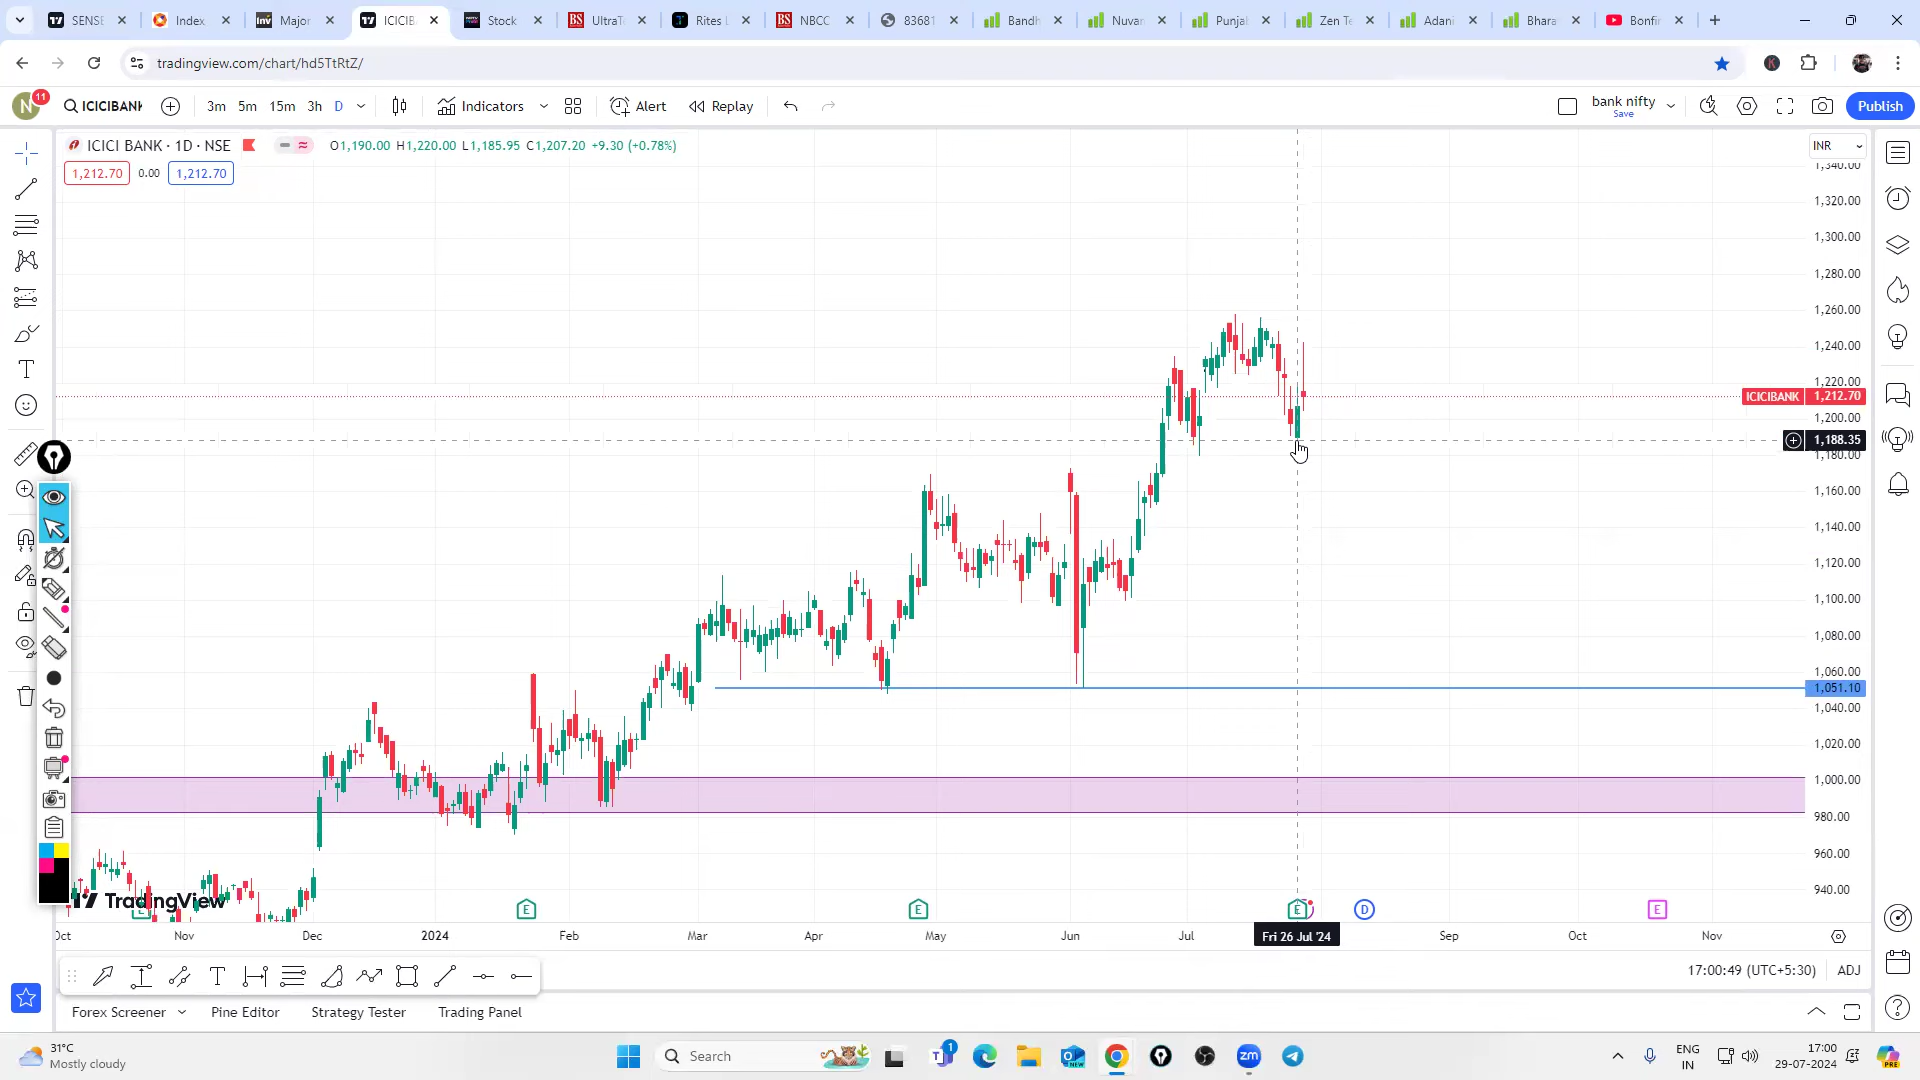 SENSE
Index
Major
ICICIB
Stock
UltraT
Rites L
NBCC
83681
Bandh
Nuvar
Punja
Zen Te
Adani
Bhara
Bonfir
tradingview.com/chart/hd5TtRtZ/
N
11
ICICIBANK
3m 5m 15m 3h D
Indicators
Alert
Replay
bank nifty
Save
Publish
ICICI BANK · 1D · NSE
O1,190.00 H1,220.00 L1,185.95 C1,207.20 +9.30 (+0.78%)
INR
1,212.70 0.00 1,212.70
1,340.00
1,320.00
1,300.00
1,280.00
1,260.00
1,240.00
1,220.00
ICICIBANK 1,212.70
1,200.00
1,188.35
1,180.00
1,160.00
1,140.00
1,120.00
1,100.00
1,080.00
1,060.00
1,051.10
1,040.00
1,020.00
1,000.00
980.00
960.00
940.00
TradingView
E E E E D E
Oct Nov Dec 2024 Feb Mar Apr May Jun Jul Fri 26 Jul '24 Sep Oct Nov
17:00:49 (UTC+5:30) ADJ
Forex Screener Pine Editor Strategy Tester Trading Panel
31°C
Mostly cloudy
Search
1
zm
ENG
IN
17:00
29-07-2024
PRE